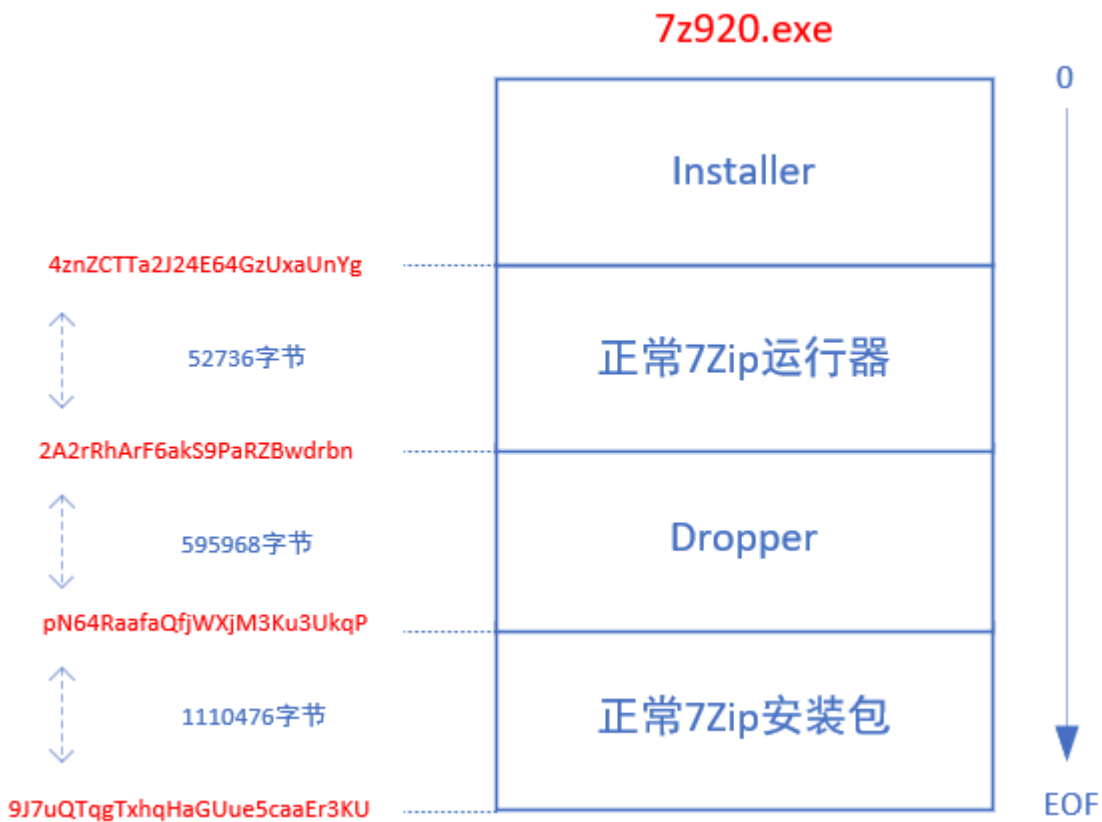 7z920.exe
0
Installer
4znZCTTa2J24E64GzUxaUnYg
52736字节
正常7Zip运行器
2A2rRhArF6akS9PaRZBwdrbn
595968字节
Dropper
pN64RaafaQfjWXjM3Ku3UkqP
1110476字节
正常7Zip安装包
9J7uQTqgTxhqHaGUue5caaEr3KU
EOF